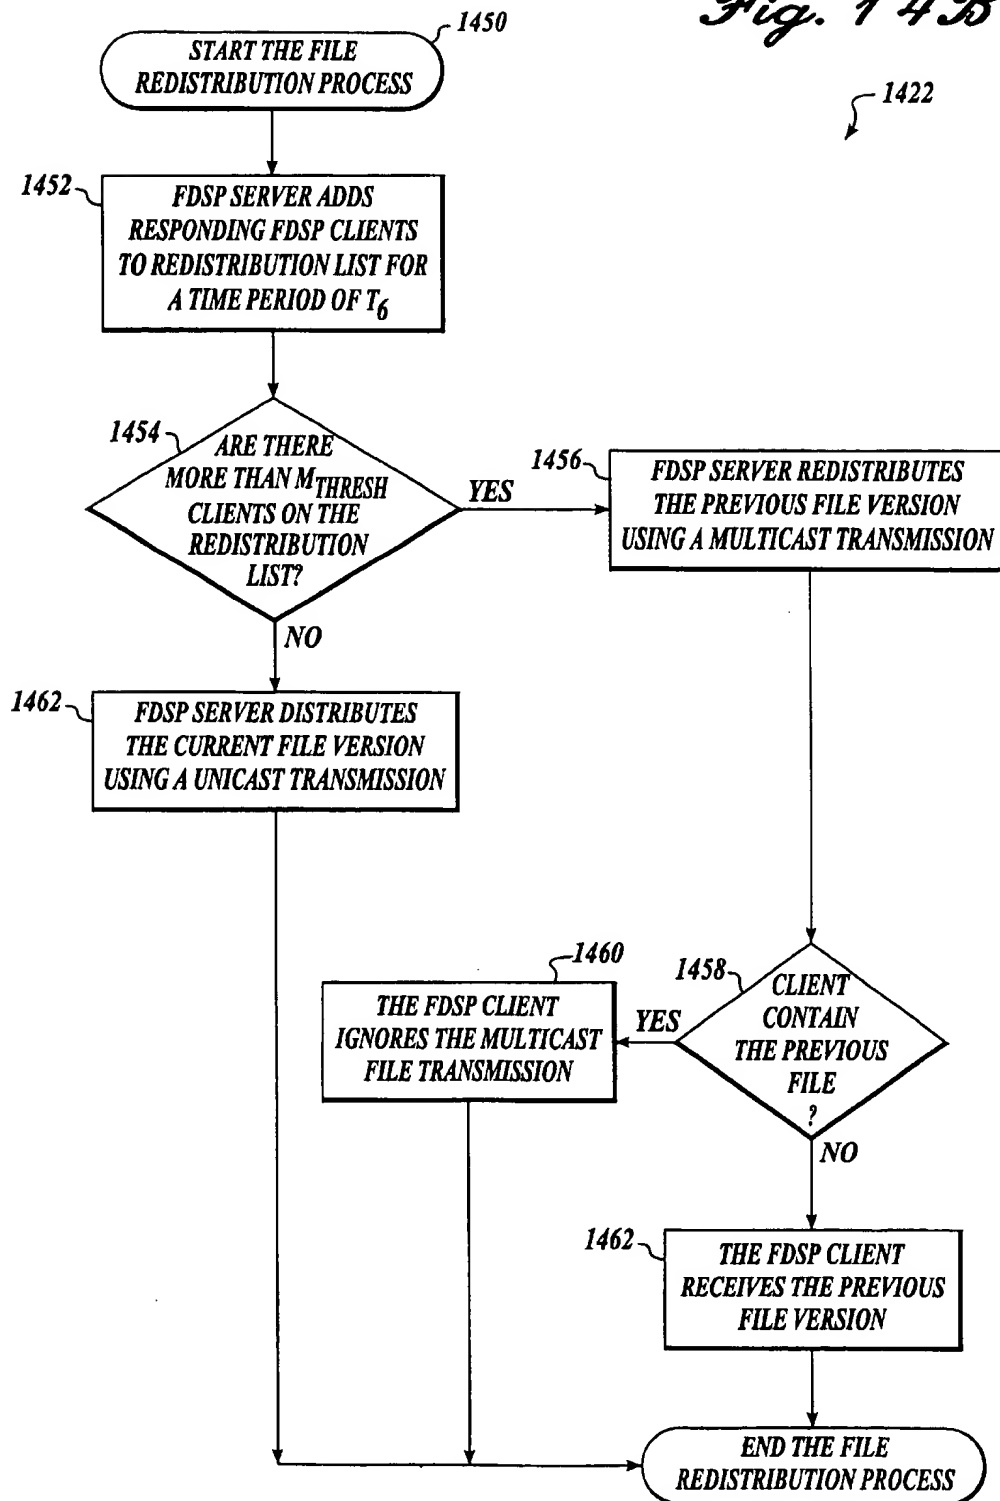 Fig. 14B
1450
START THE FILE
REDISTRIBUTION PROCESS
1422
1452
FDSP SERVER ADDS
RESPONDING FDSP CLIENTS
TO REDISTRIBUTION LIST FOR
A TIME PERIOD OF T6
1454
ARE THERE
MORE THAN MTHRESH
CLIENTS ON THE
REDISTRIBUTION
LIST?
YES
1456
FDSP SERVER REDISTRIBUTES
THE PREVIOUS FILE VERSION
USING A MULTICAST TRANSMISSION
NO
1462
FDSP SERVER DISTRIBUTES
THE CURRENT FILE VERSION
USING A UNICAST TRANSMISSION
1458
CLIENT
CONTAIN
THE PREVIOUS
FILE
?
YES
1460
THE FDSP CLIENT
IGNORES THE MULTICAST
FILE TRANSMISSION
NO
1462
THE FDSP CLIENT
RECEIVES THE PREVIOUS
FILE VERSION
END THE FILE
REDISTRIBUTION PROCESS